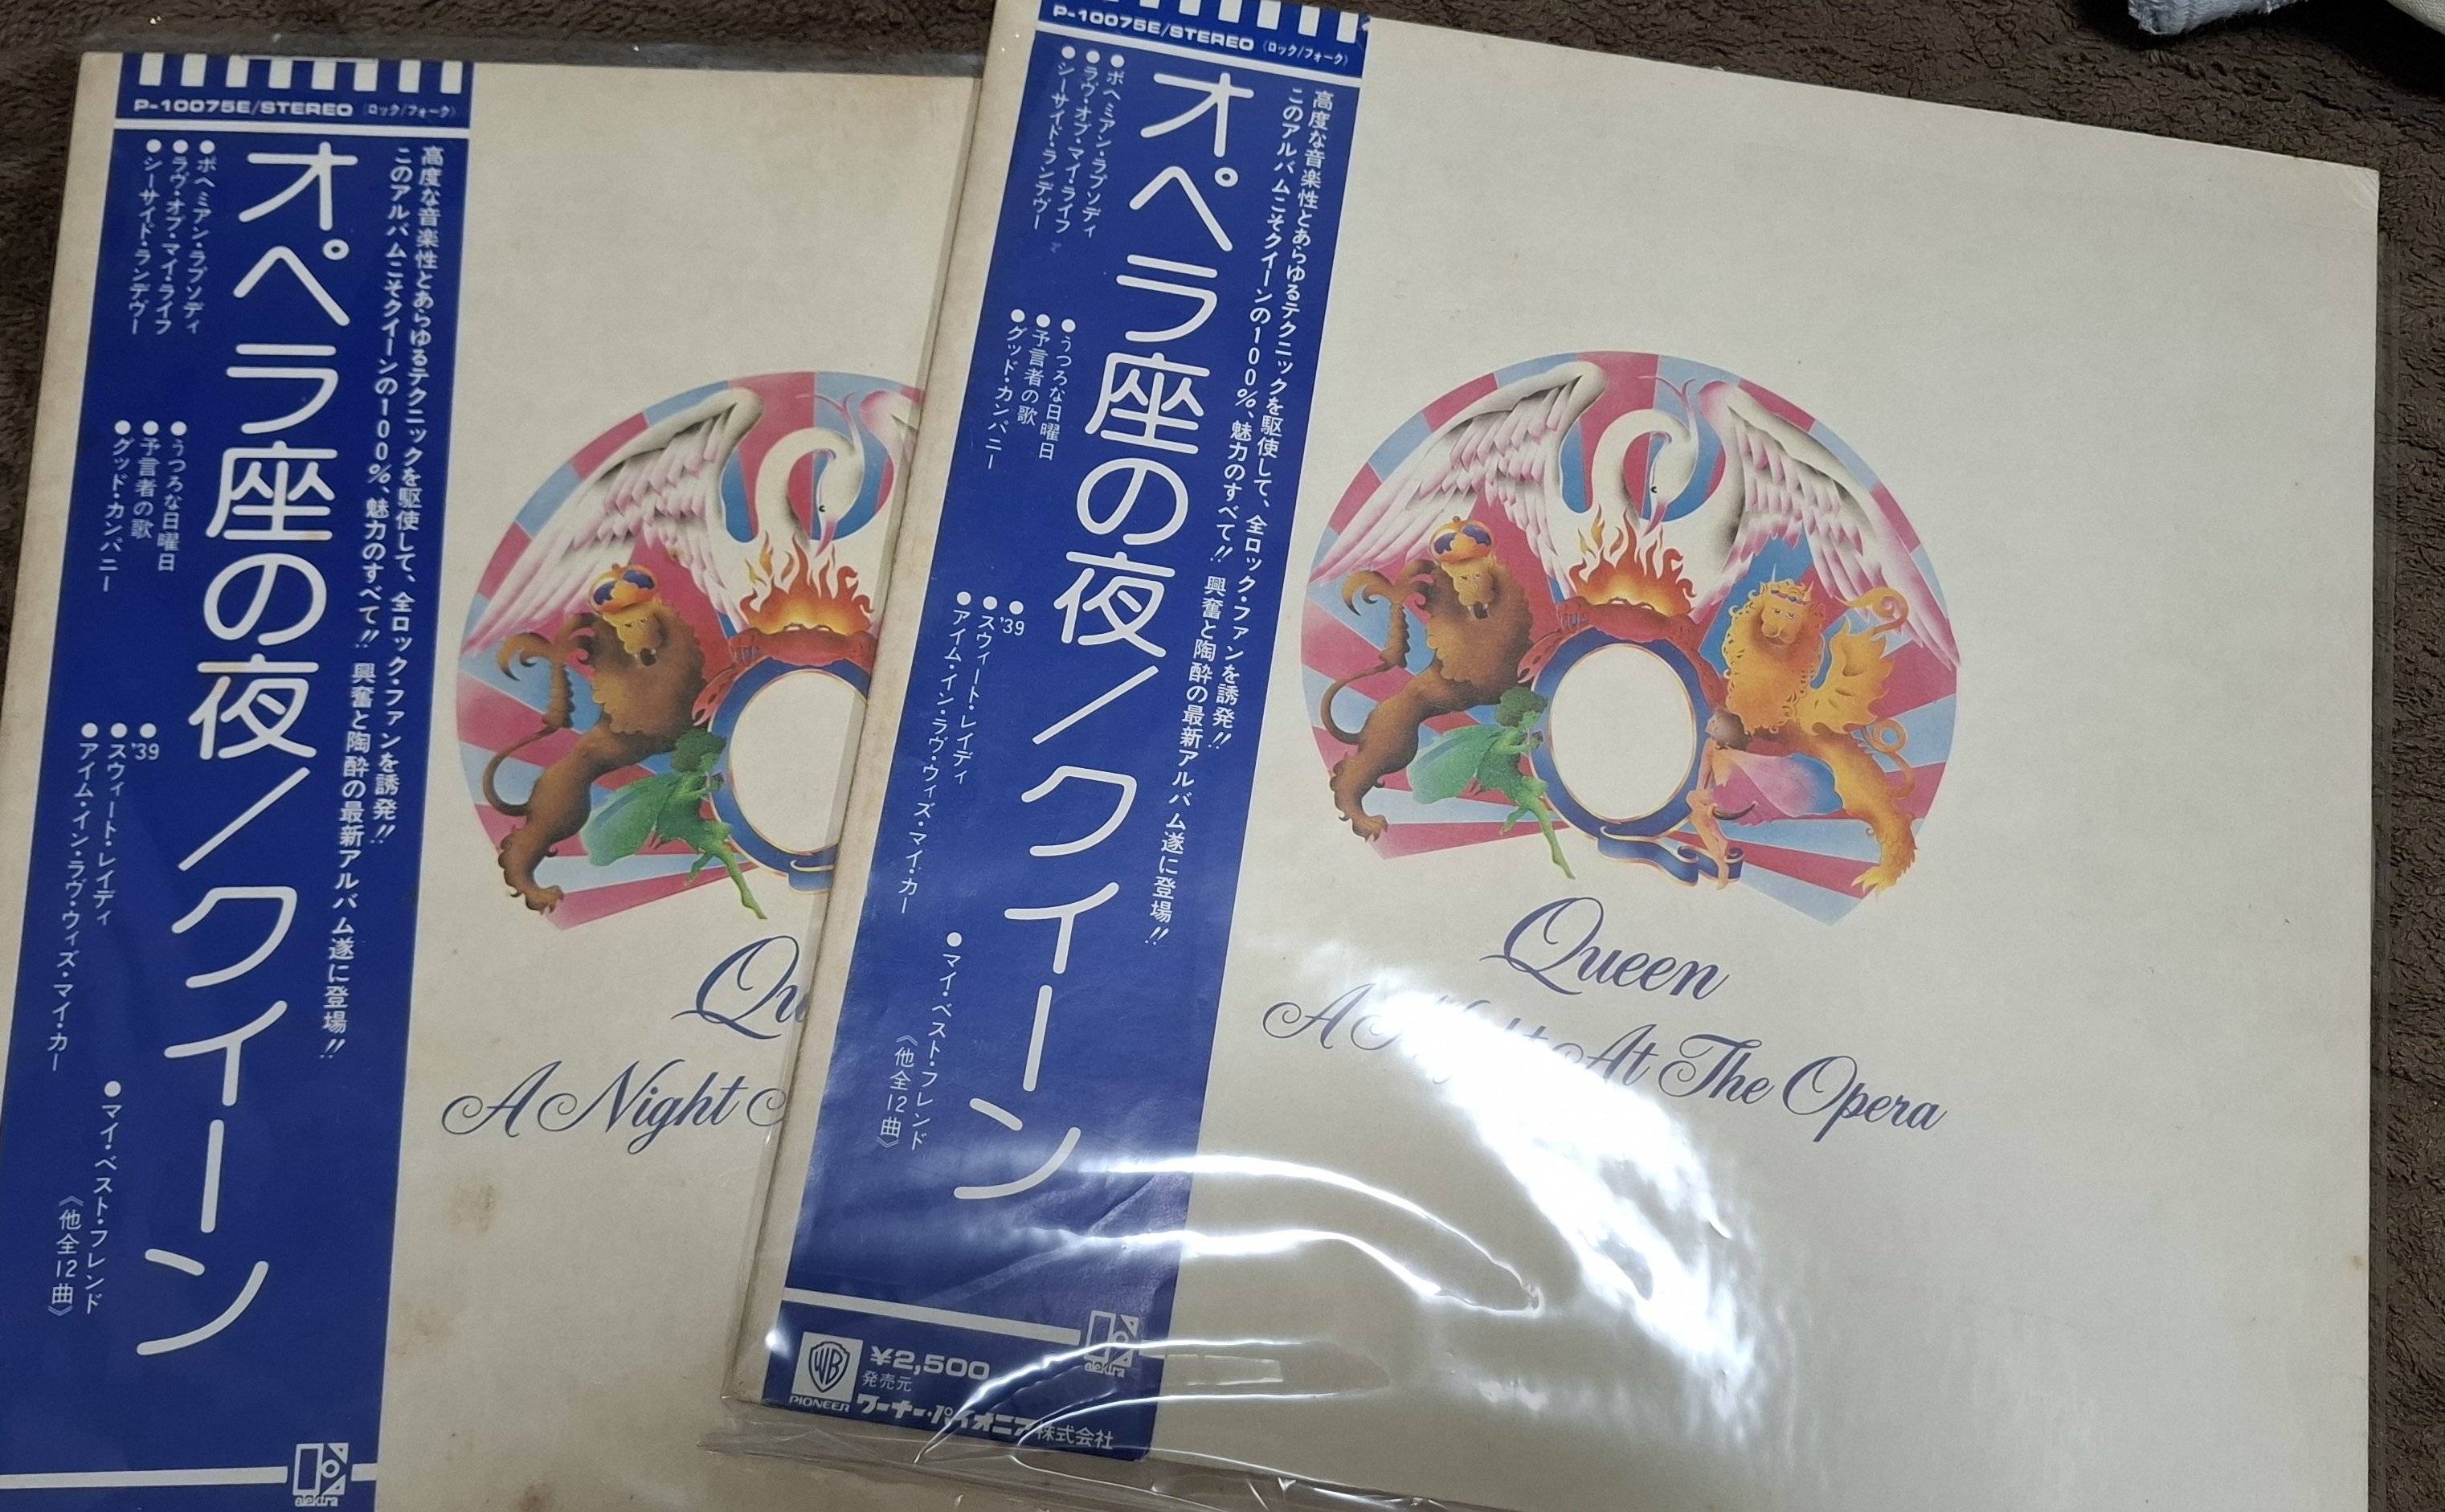 P-10075E/STEREO (ロック/フォーク)
高度な音楽性とあらゆるテクニックを駆使して、全ロック・ファンを誘発!!
このアルバムこそクイーンの100%、魅力のすべて!! 興奮と陶酔の最新アルバム遂に登場!!
オペラ座の夜/クイーン
●ボヘミアン・ラプソディ
●ラヴ・オブ・マイ・ライフ
●シーサイド・ランデヴー
●うつろな日曜日
●予言者の歌
●グッド・カンパニー
●'39
●スウィート・レイディ
●アイム・イン・ラヴ・ウィズ・マイ・カー
●マイ・ベスト・フレンド
《他全12曲》
elektra
Qu
A Night
P-10075E/STEREO (ロック/フォーク)
高度な音楽性とあらゆるテクニックを駆使して、全ロック・ファンを誘発!!
このアルバムこそクイーンの100%、魅力のすべて!! 興奮と陶酔の最新アルバム遂に登場!!
オペラ座の夜/クイーン
●ボヘミアン・ラプソディ
●ラヴ・オブ・マイ・ライフ
●シーサイド・ランデヴー
●うつろな日曜日
●予言者の歌
●グッド・カンパニー
●'39
●スウィート・レイディ
●アイム・イン・ラヴ・ウィズ・マイ・カー
●マイ・ベスト・フレンド
《他全12曲》
elektra
WB
PIONEER
¥2,500
発売元
ワーナー・パイオニア株式会社
Queen
A Night At The Opera